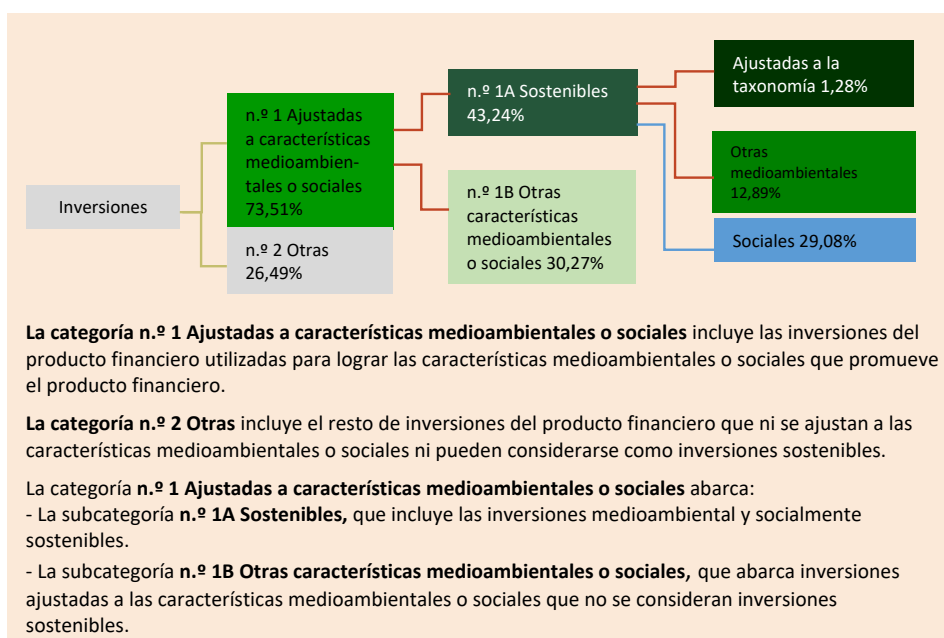 Inversiones
n.º 1 Ajustadas
a características
medioambien-
tales o sociales
73,51%
n.º 2 Otras
26,49%
n.º 1A Sostenibles
43,24%
n.º 1B Otras
características
medioambientales
o sociales 30,27%
Ajustadas a la
taxonomía 1,28%
Otras
medioambientales
12,89%
Sociales 29,08%
La categoría n.º 1 Ajustadas a características medioambientales o sociales incluye las inversiones del
producto financiero utilizadas para lograr las características medioambientales o sociales que promueve
el producto financiero.
La categoría n.º 2 Otras incluye el resto de inversiones del producto financiero que ni se ajustan a las
características medioambientales o sociales ni pueden considerarse como inversiones sostenibles.
La categoría n.º 1 Ajustadas a características medioambientales o sociales abarca:
- La subcategoría n.º 1A Sostenibles, que incluye las inversiones medioambiental y socialmente
sostenibles.
- La subcategoría n.º 1B Otras características medioambientales o sociales, que abarca inversiones
ajustadas a las características medioambientales o sociales que no se consideran inversiones
sostenibles.